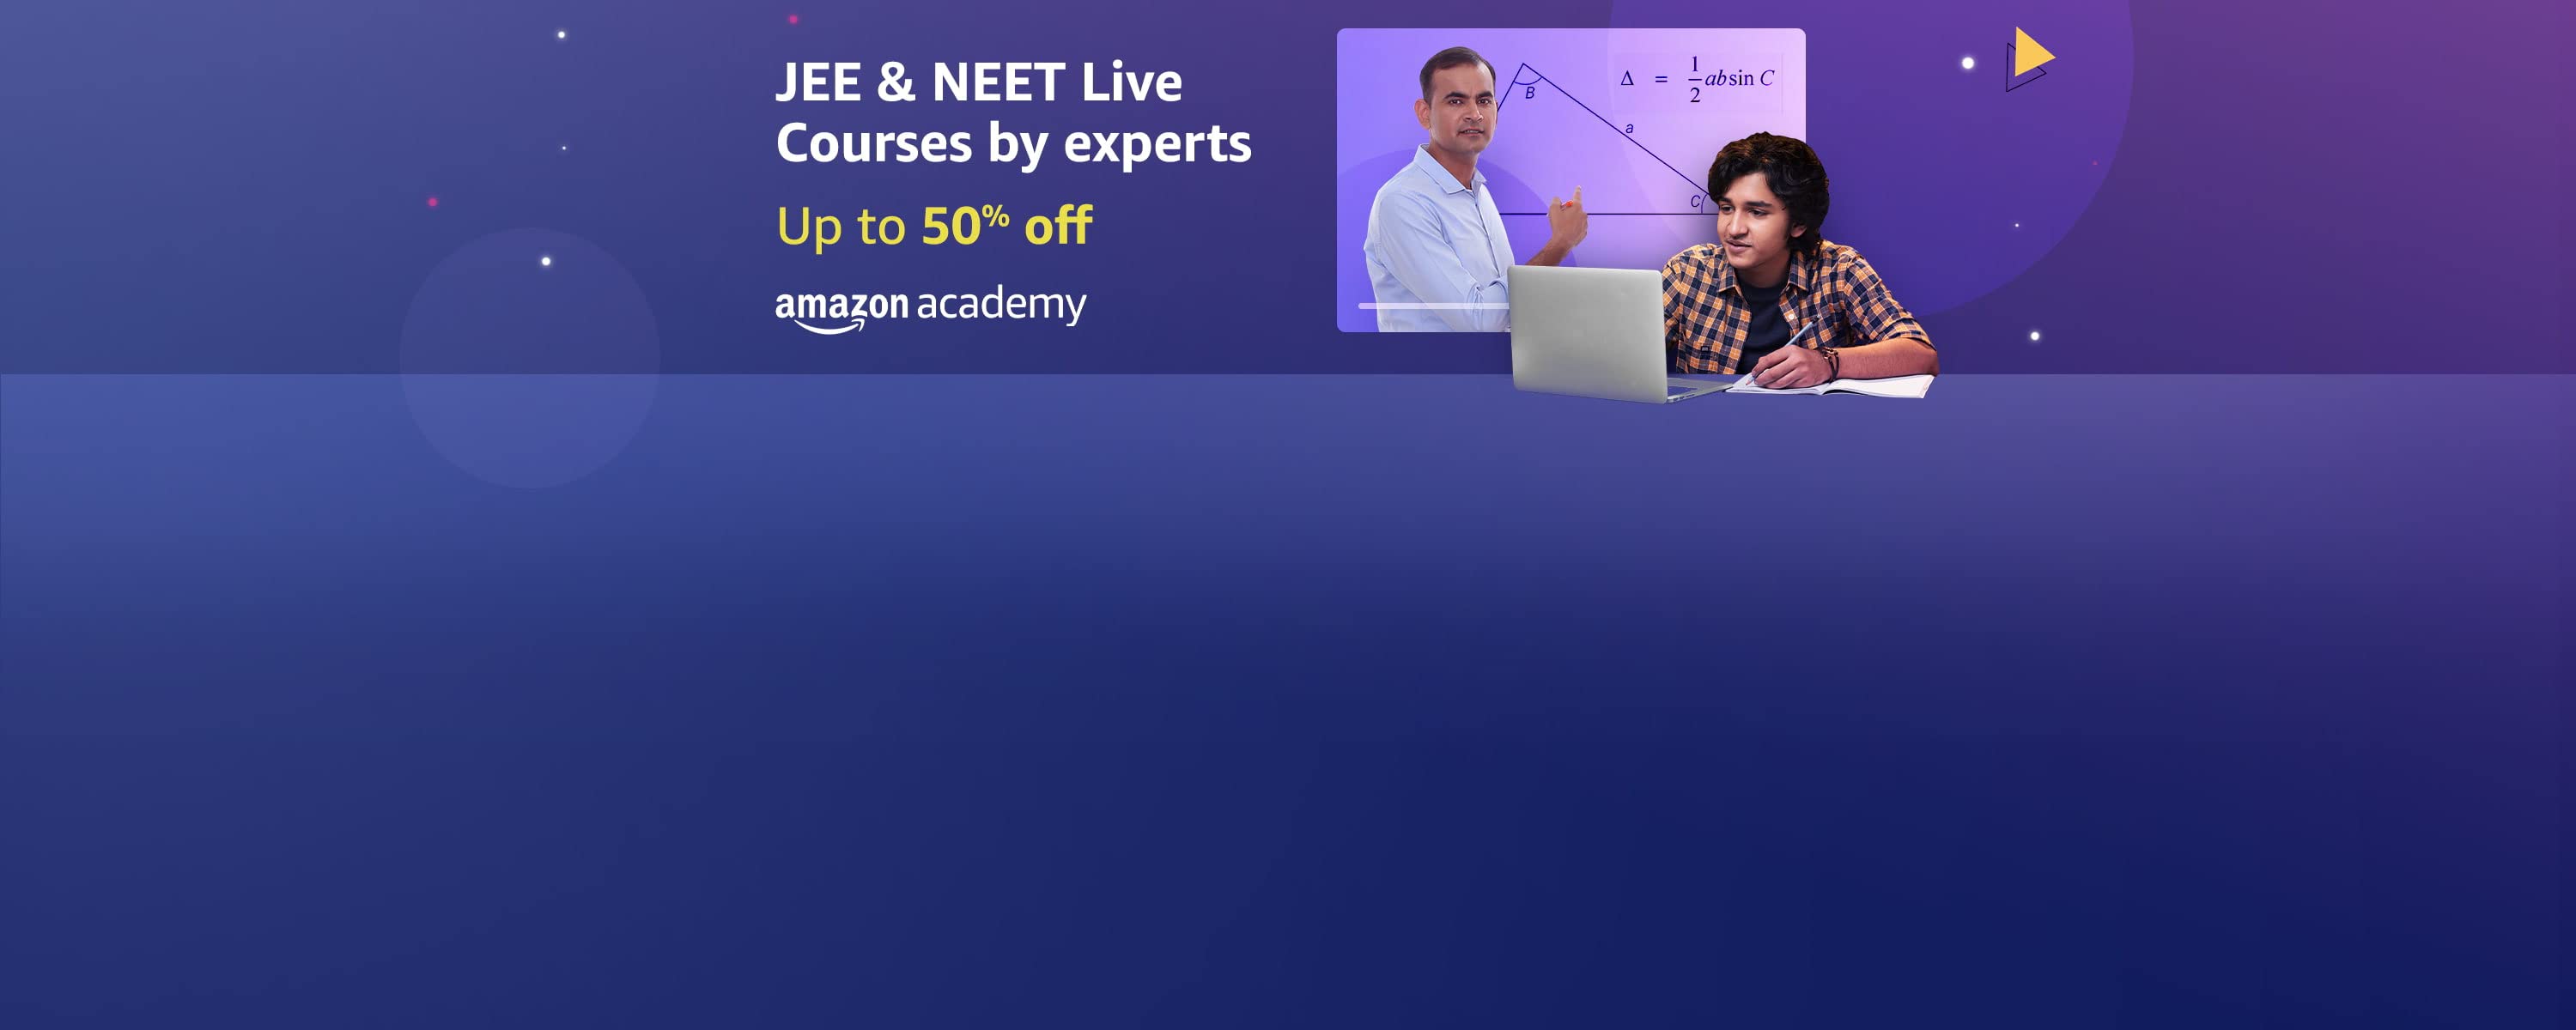 JEE & NEET Live
Courses by experts
Up to 50% off
amazon academy
Δ = 1/2 ab sin C
B
a
C